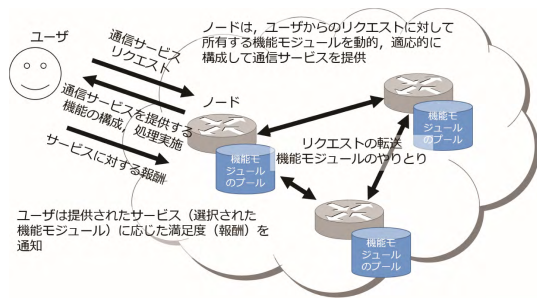 ノードは，ユーザからのリクエストに対して
所有する機能モジュールを動的，適応的に
構成して通信サービスを提供
ユーザ
通信サービス
リクエスト
通信サービスを提供する
機能の構成，処理実施
サービスに対する報酬
ノード
機能モ
ジュール
のプール
機能モ
ジュール
のプール
リクエストの転送
機能モジュールのやりとり
機能モ
ジュール
のプール
ユーザは提供されたサービス（選択された
機能モジュール）に応じた満足度（報酬）を
通知